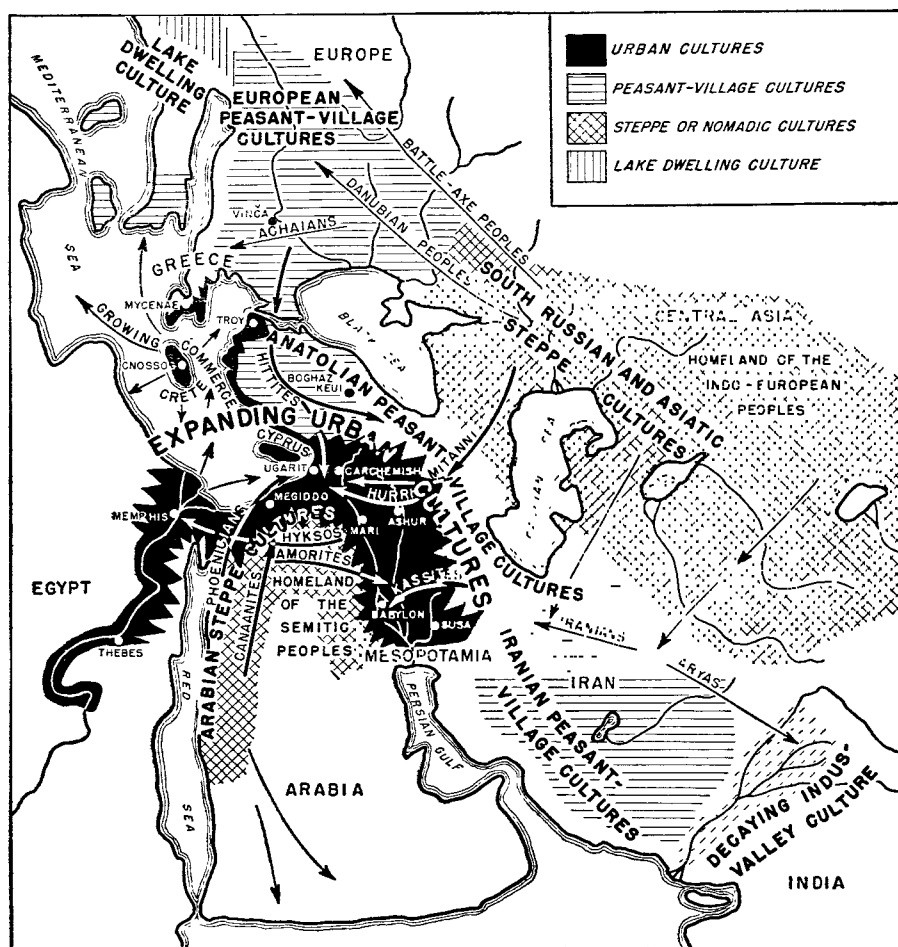 URBAN CULTURES
PEASANT-VILLAGE CULTURES
STEPPE OR NOMADIC CULTURES
LAKE DWELLING CULTURE
LAKE
DWELLING
CULTURE
EUROPE
EUROPEAN
PEASANT-VILLAGE
CULTURES
MEDITERRANEAN
SEA
BATTLE-AXE PEOPLES
DANUBIAN PEOPLES
VINČA
ACHAIANS
GREECE
MYCENAE
TROY
BLACK SEA
SOUTH RUSSIAN AND ASIATIC
STEPPE CULTURES
CENTRAL ASIA
HOMELAND OF THE
INDO-EUROPEAN
PEOPLES
GROWING COMMERCE
CNOSSOS
CRETE
HITTITES
BOGHAZ
KEUI
ANATOLIAN PEASANT
VILLAGE CULTURES
EXPANDING URBAN
CULTURES
CYPRUS
UGARIT
CARCHEMISH
MITANNI
HURRI
CASPIAN SEA
MEGIDDO
MEMPHIS
MARI
ASHUR
HYKSOS
AMORITES
KASSITES
EGYPT
PHOENICIANS
ARABIAN STEPPE CULTURES
CANAANITES
HOMELAND
OF THE
SEMITIC
PEOPLES
BABYLON
SUSA
MESOPOTAMIA
THEBES
RED
SEA
PERSIAN GULF
IRANIANS
ARYAS
IRAN
IRANIAN PEASANT-
VILLAGE CULTURES
ARABIA
DECAYING INDUS-
VALLEY CULTURE
INDIA